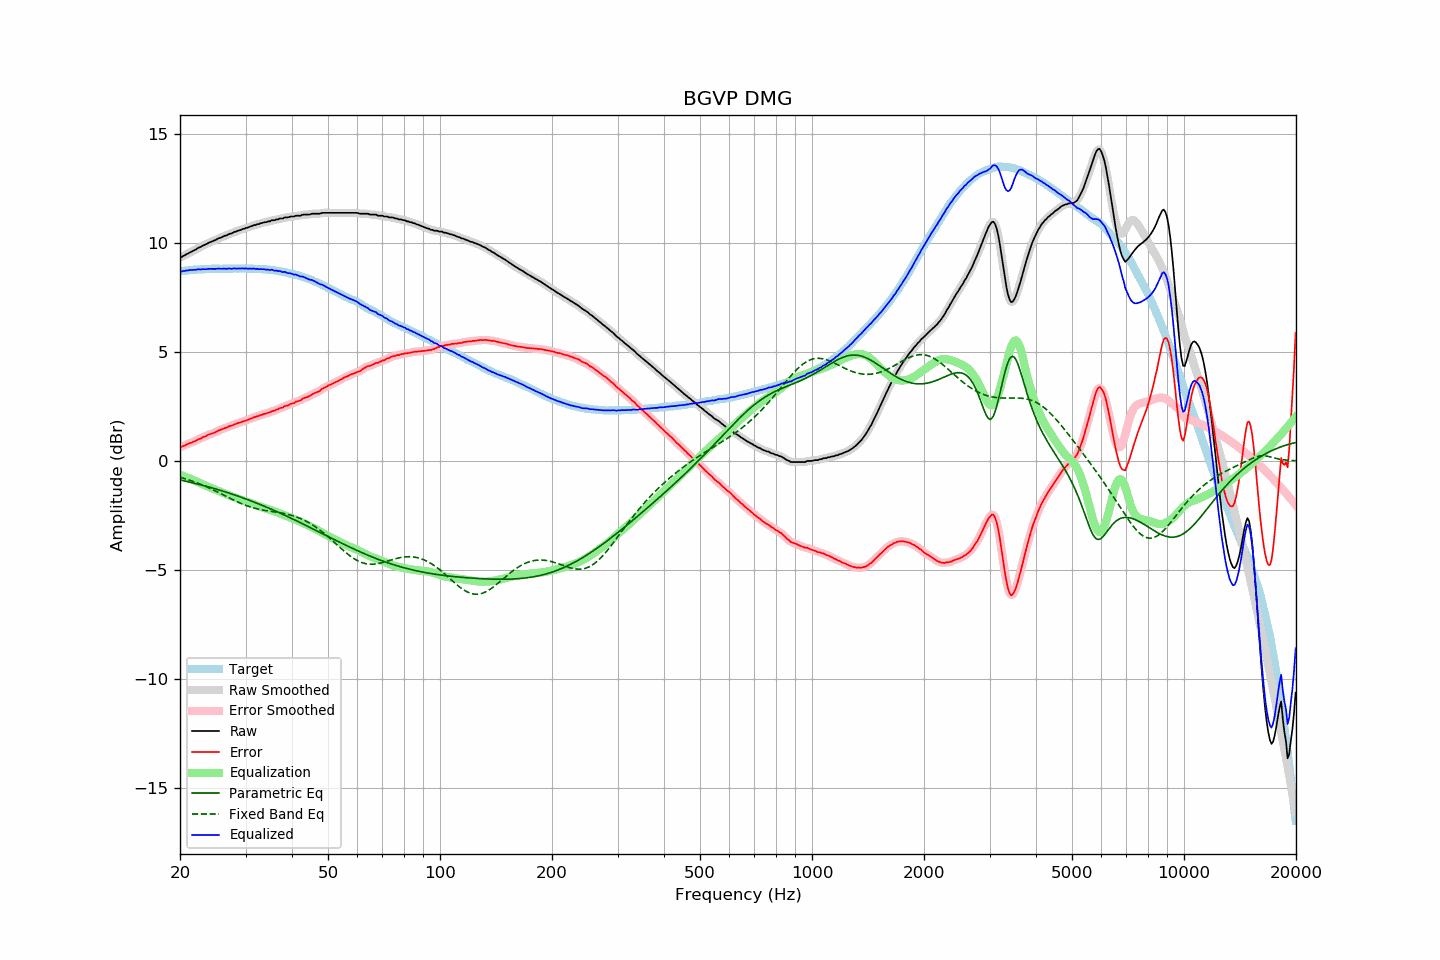 BGVP DMG
15
10
5
0
−5
−10
−15
Amplitude (dBr)
Target
Raw Smoothed
Error Smoothed
Raw
Error
Equalization
Parametric Eq
Fixed Band Eq
Equalized
20 50 100 200 500 1000 2000 5000 10000 20000
Frequency (Hz)